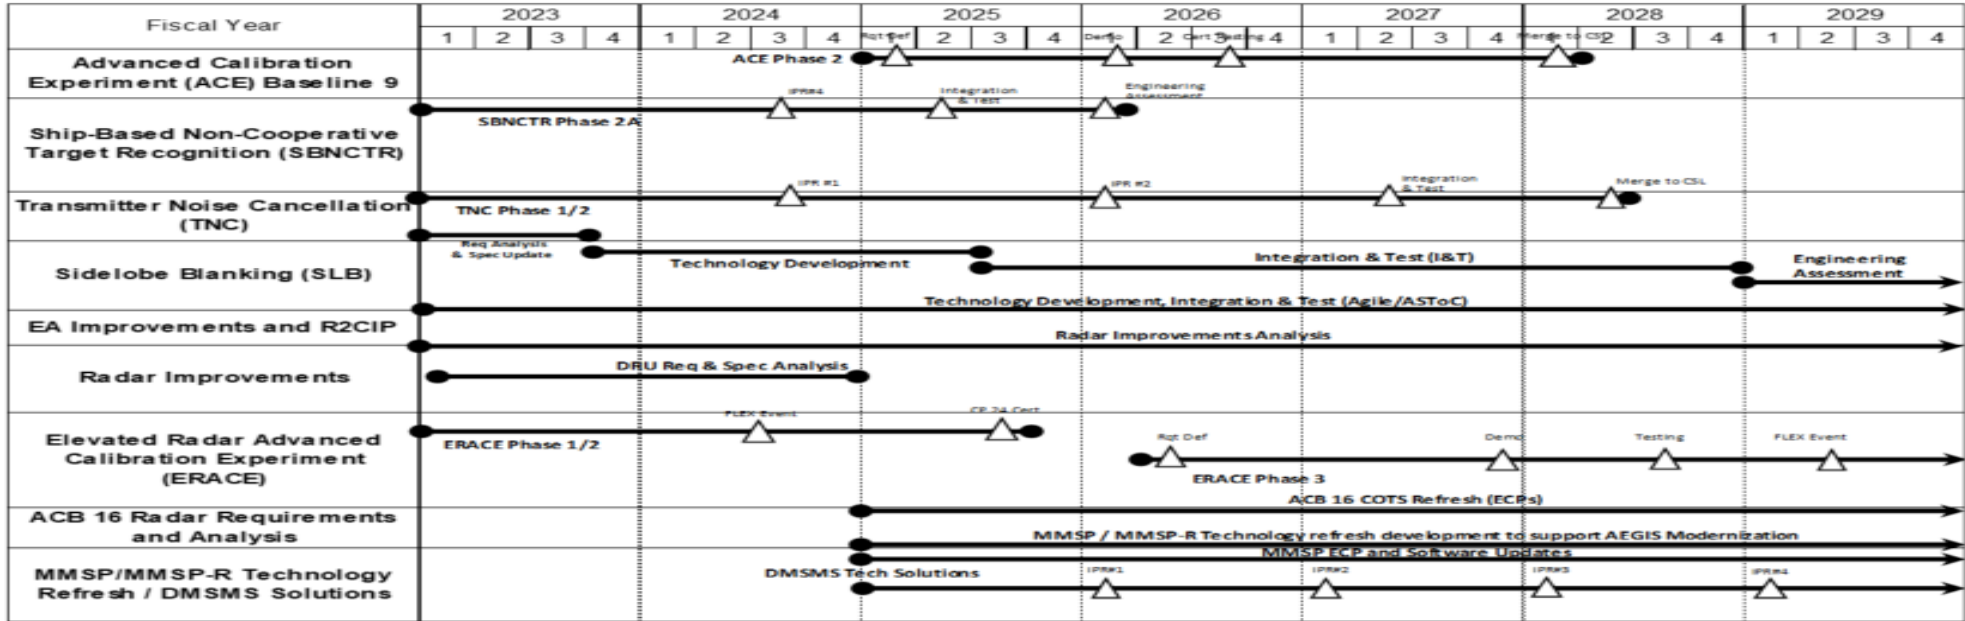 Fiscal Year
2023 2024 2025 2026 2027 2028 2029
1 2 3 4 1 2 3 4 Rqt Def 2 3 4 Demo 2 Cert Testing 4 1 2 3 4 Merge to CSL 2 3 4 1 2 3 4
Advanced Calibration
Experiment (ACE) Baseline 9
ACE Phase 2
IPR#4
Integration
& Test
Engineering
Assessment
SBNCTR Phase 2A
Ship-Based Non-Cooperative
Target Recognition (SBNCTR)
IPR #1
IPR #2
Integration
& Test
Merge to CSL
Transmitter Noise Cancellation
(TNC)
TNC Phase 1/2
Req Analysis
& Spec Update
Technology Development
Integration & Test (I&T)
Engineering
Assessment
Sidelobe Blanking (SLB)
Technology Development, Integration & Test (Agile/ASToC)
EA Improvements and R2CIP
Radar Improvements Analysis
Radar Improvements
DRU Req & Spec Analysis
FLEX Event
CP 24 Cert
Elevated Radar Advanced
Calibration Experiment
(ERACE)
ERACE Phase 1/2
Rqt Def
Demo
Testing
FLEX Event
ERACE Phase 3
ACB 16 COTS Refresh (ECPs)
ACB 16 Radar Requirements
and Analysis
MMSP / MMSP-R Technology refresh development to support AEGIS Modernization
MMSP ECP and Software Updates
MMSP/MMSP-R Technology
Refresh / DMSMS Solutions
DMSMS Tech Solutions
IPR#1
IPR#2
IPR#3
IPR#4